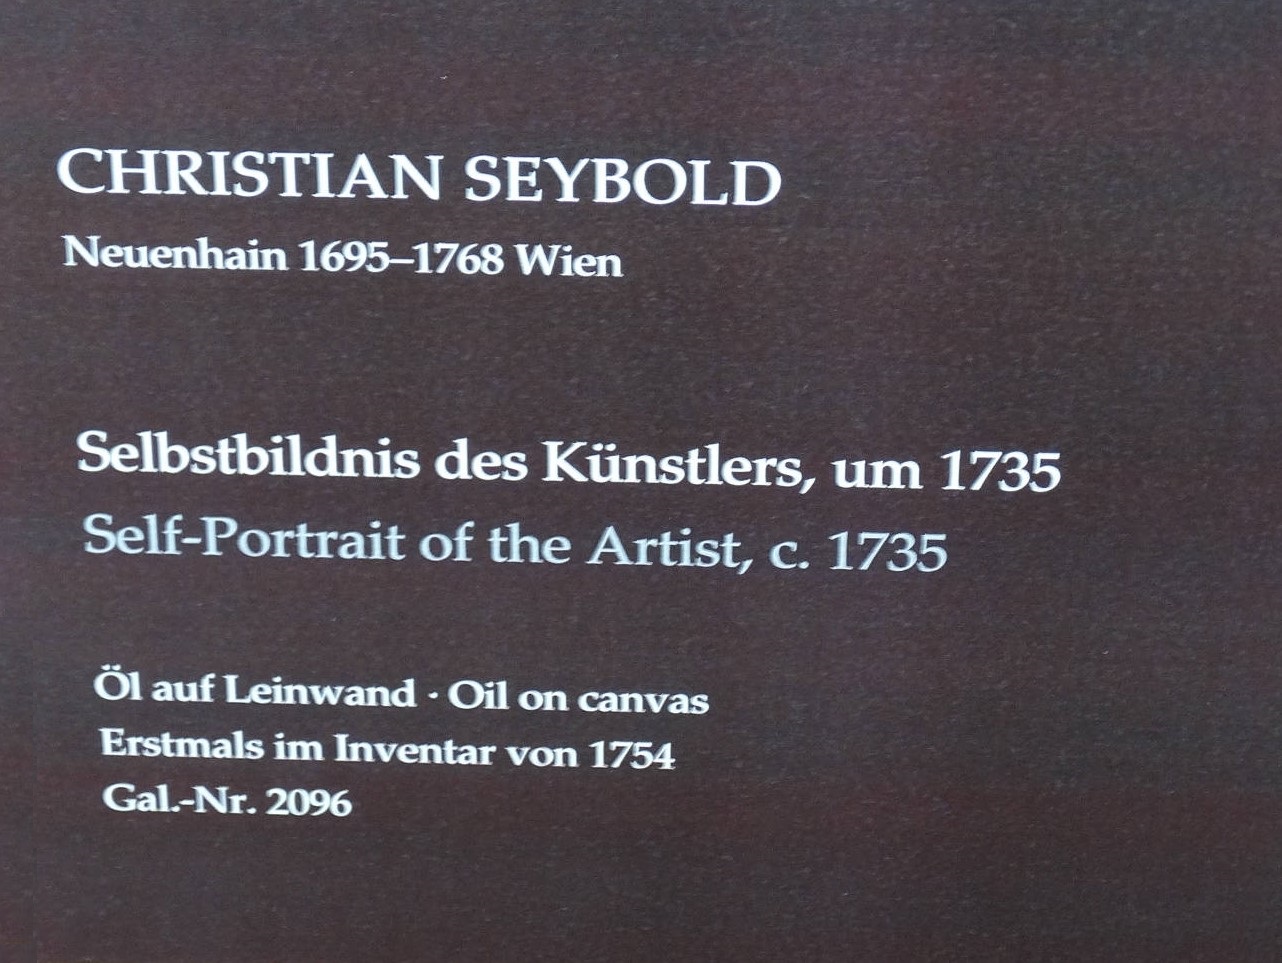 CHRISTIAN SEYBOLD
Neuenhain 1695–1768 Wien
Selbstbildnis des Künstlers, um 1735
Self-Portrait of the Artist, c. 1735
Öl auf Leinwand · Oil on canvas
Erstmals im Inventar von 1754
Gal.-Nr. 2096